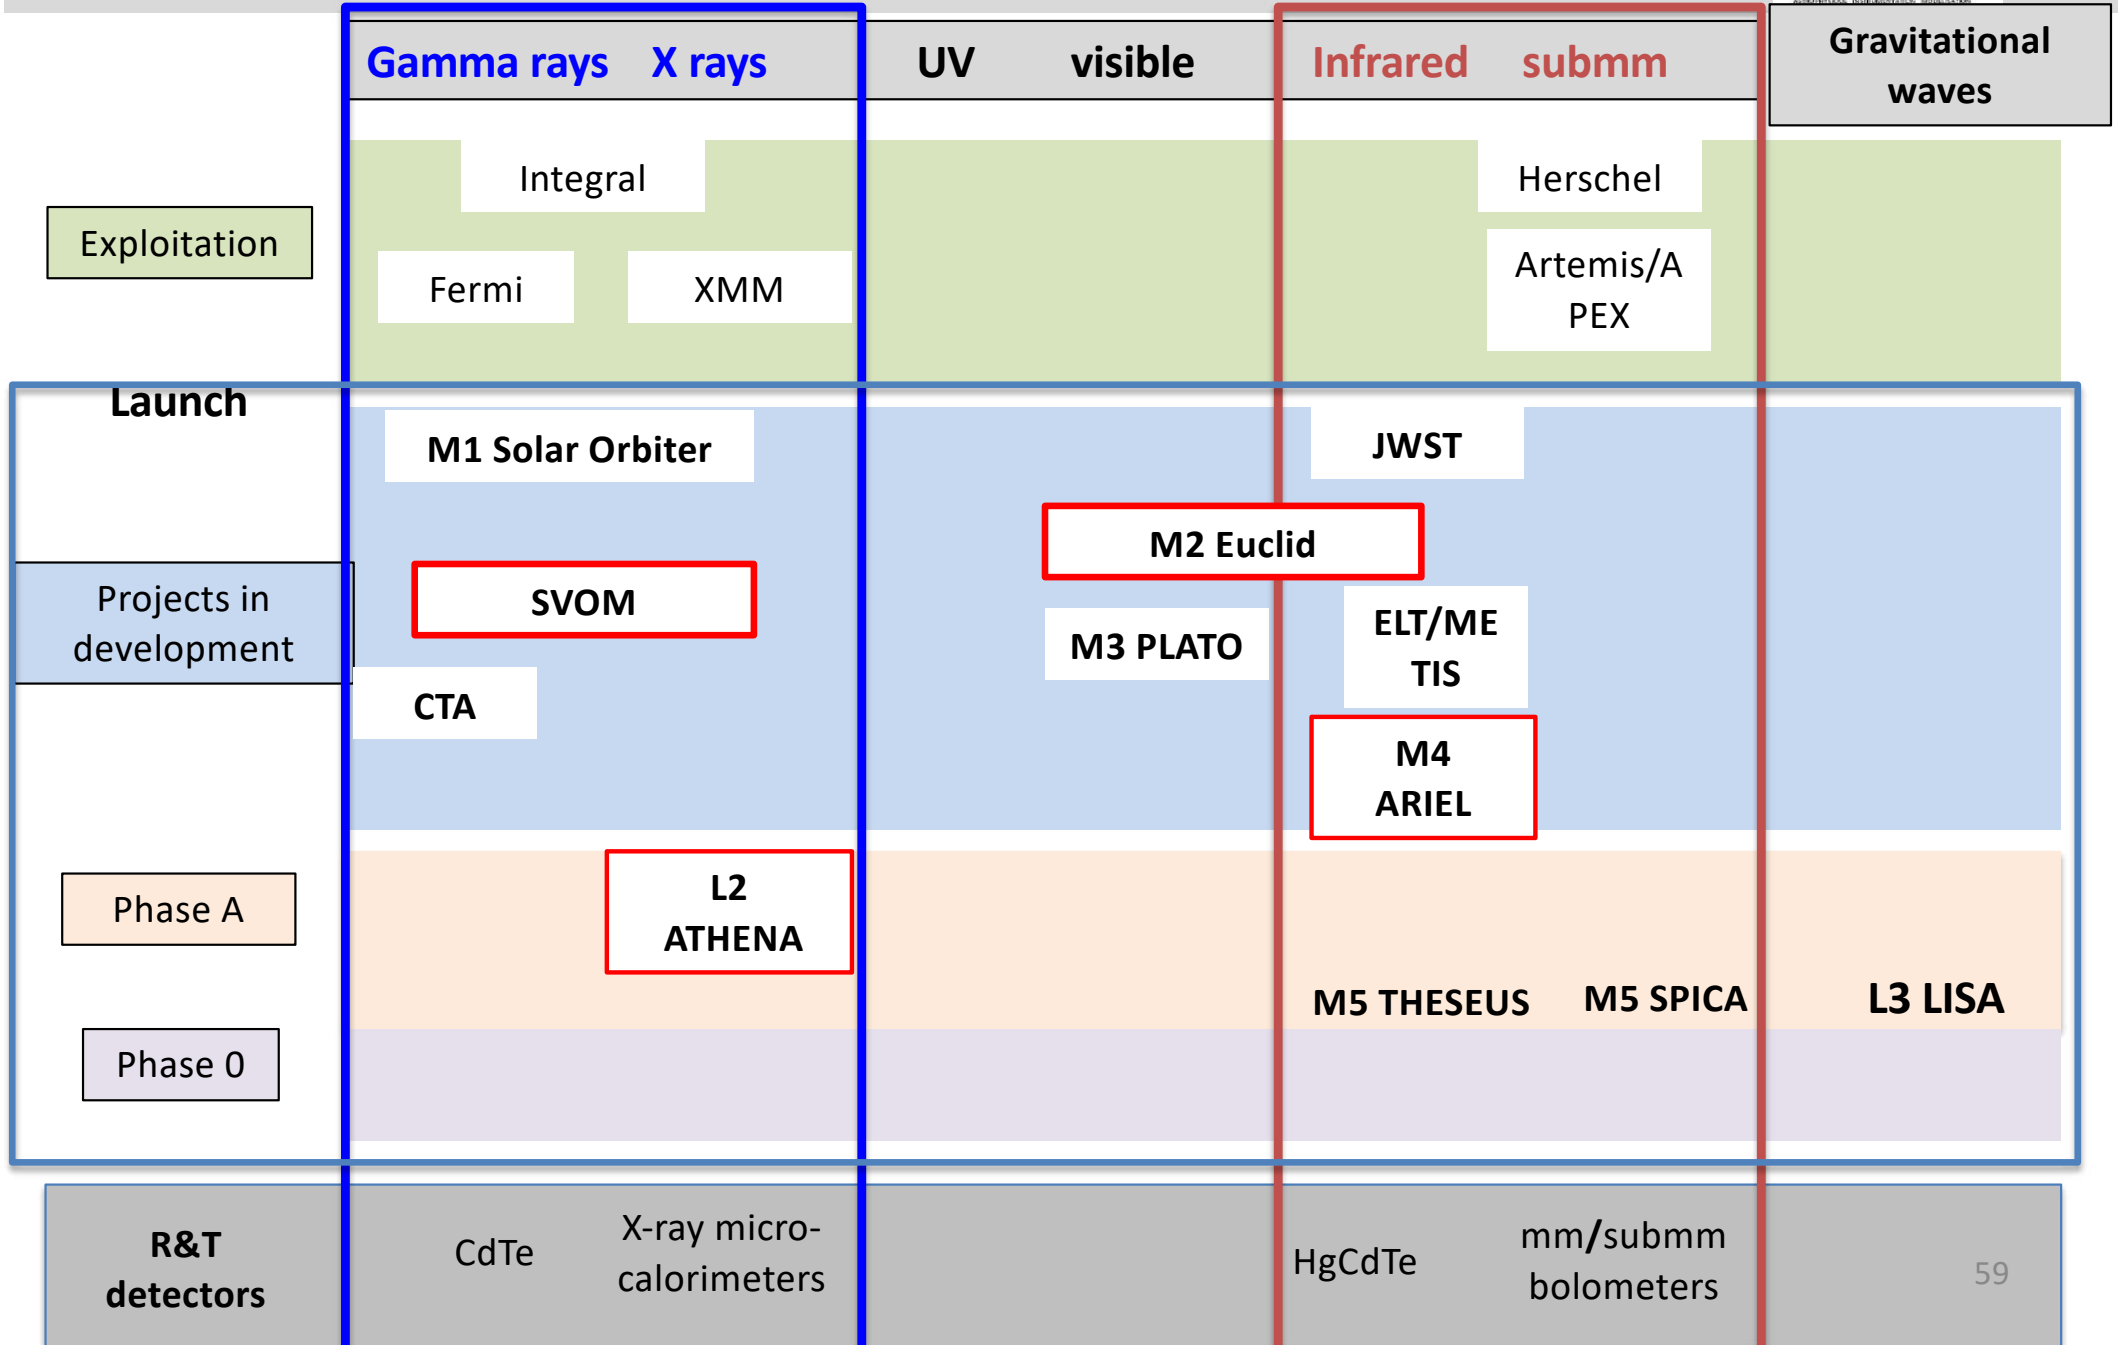 Gamma rays X rays UV visible Infrared submm
Gravitational
waves
Integral
Herschel
Exploitation
Fermi
XMM
Artemis/A
PEX
Launch
M1 Solar Orbiter
JWST
M2 Euclid
Projects in
development
SVOM
M3 PLATO
ELT/ME
TIS
CTA
M4
ARIEL
Phase A
L2
ATHENA
M5 THESEUS
M5 SPICA
L3 LISA
Phase 0
R&T
detectors
CdTe
X-ray micro-
calorimeters
HgCdTe
mm/submm
bolometers
59